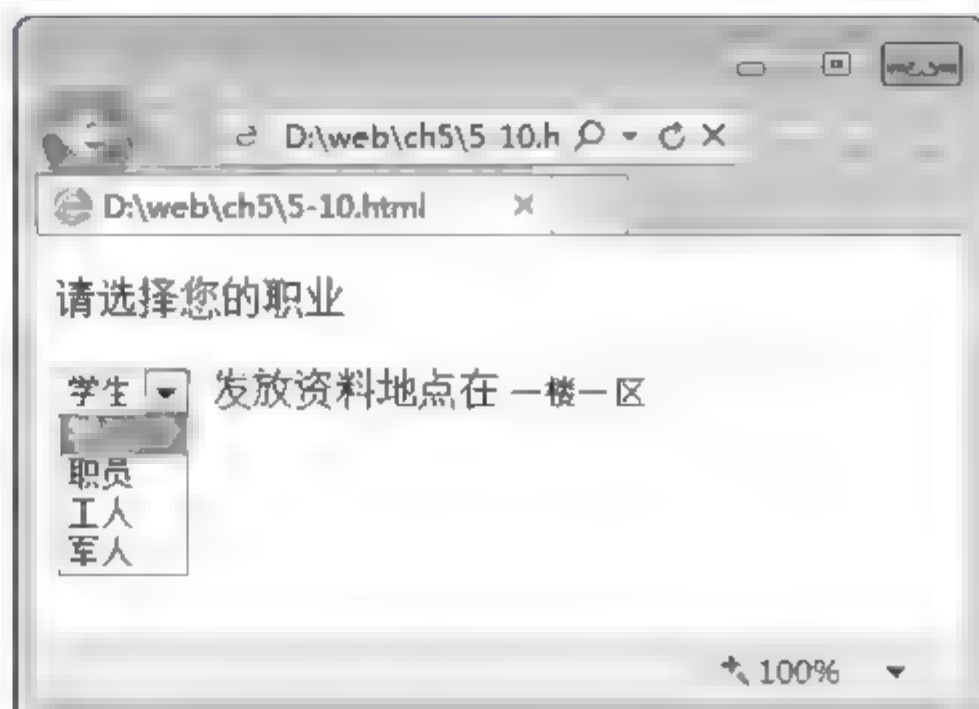 D:\web\ch5\5 10.h
D:\web\ch5\5-10.html
请选择您的职业
学生 发放资料地点在 一楼一区
职员
工人
军人
100%